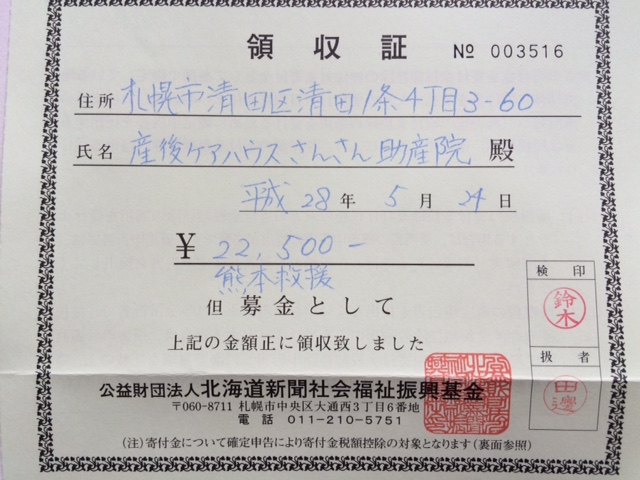 領収証 № 003516
住所 札幌市清田区清田1条4丁目3-60
氏名 産後ケアハウスさんさん助産院 殿
平成 28 年 5 月 24 日
¥ 22,500-
熊本救援
但 募金として
上記の金額正に領収致しました
検印
鈴木
扱者
田邊
公益財団法人 北海道新聞社会福祉振興基金
〒060-8711 札幌市中央区大通西3丁目6番地
電話 011-210-5751
(注)寄付金について確定申告により寄付金税額控除の対象となります(裏面参照)